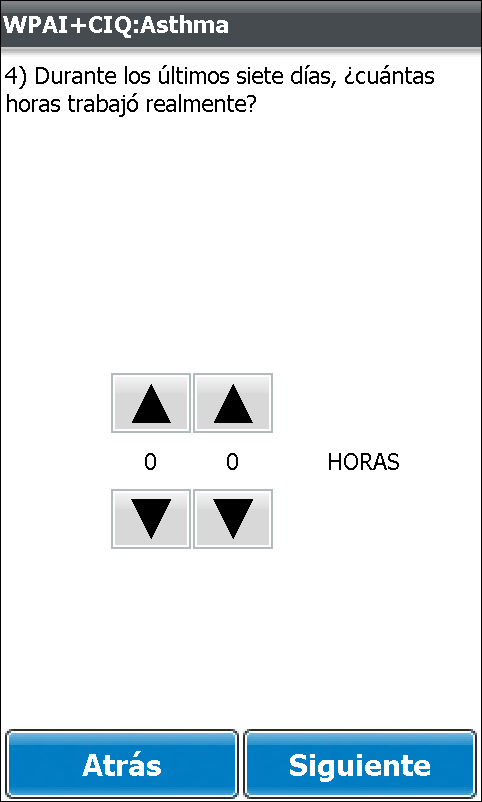 WPAI+CIQ:Asthma
4) Durante los últimos siete días, ¿cuántas
horas trabajó realmente?
0 0 HORAS
Atrás Siguiente